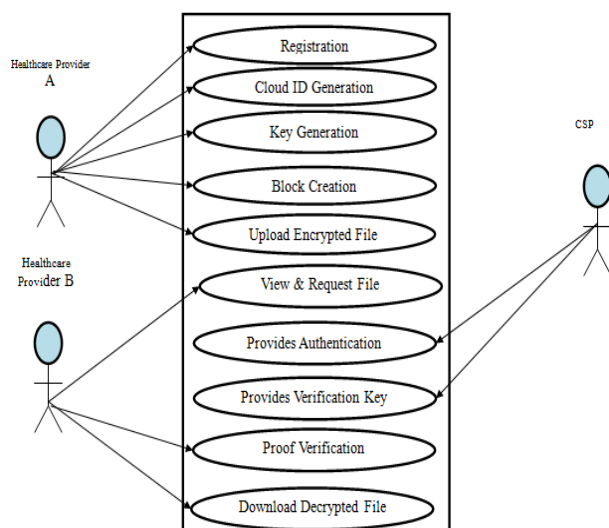 Healthcare Provider
A
Registration
Cloud ID Generation
Key Generation
CSP
Block Creation
Upload Encrypted File
Healthcare
Provider B
View & Request File
Provides Authentication
Provides Verification Key
Proof Verification
Download Decrypted File